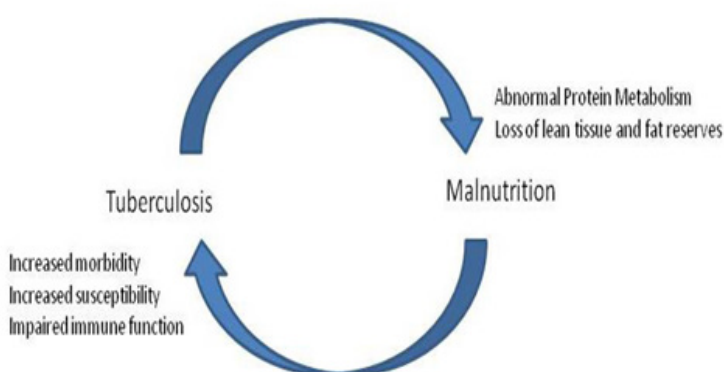 Abnormal Protein Metabolism
Loss of lean tissue and fat reserves
Tuberculosis
Malnutrition
Increased morbidity
Increased susceptibility
Impaired immune function